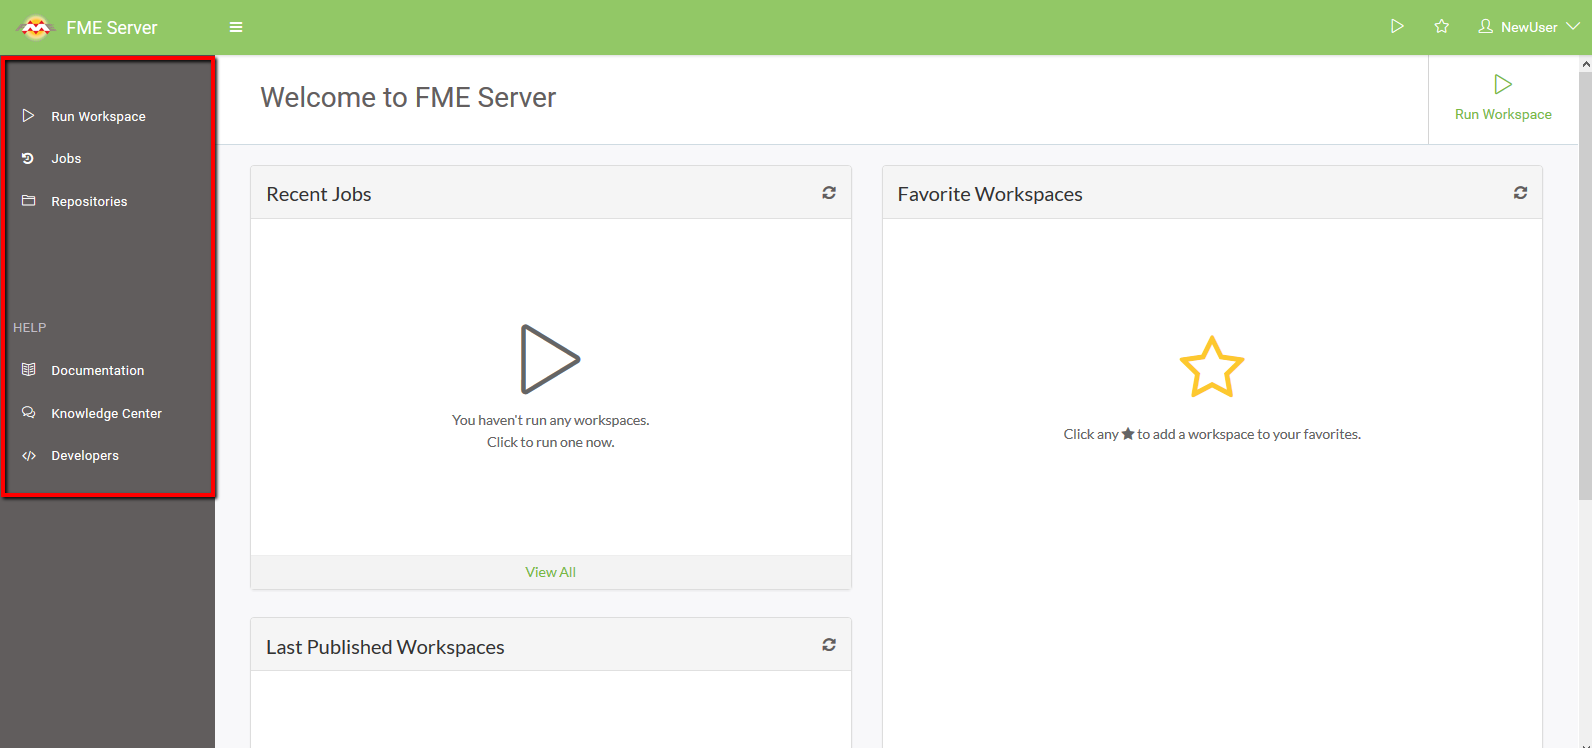 FME Server
NewUser
Run Workspace
Jobs
Repositories
HELP
Documentation
Knowledge Center
Developers
Welcome to FME Server
Run Workspace
Recent Jobs
You haven't run any workspaces.
Click to run one now.
View All
Last Published Workspaces
Favorite Workspaces
Click any ★ to add a workspace to your favorites.